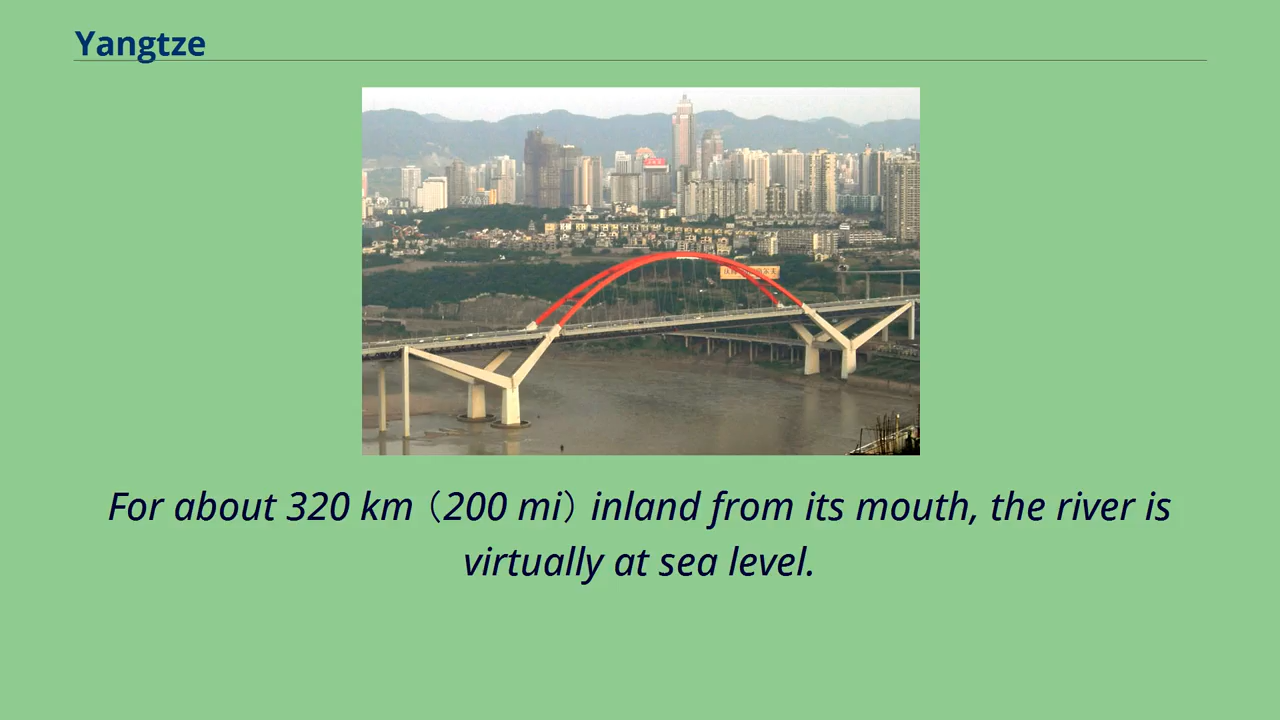 Yangtze
For about 320 km (200 mi) inland from its mouth, the river is
virtually at sea level.